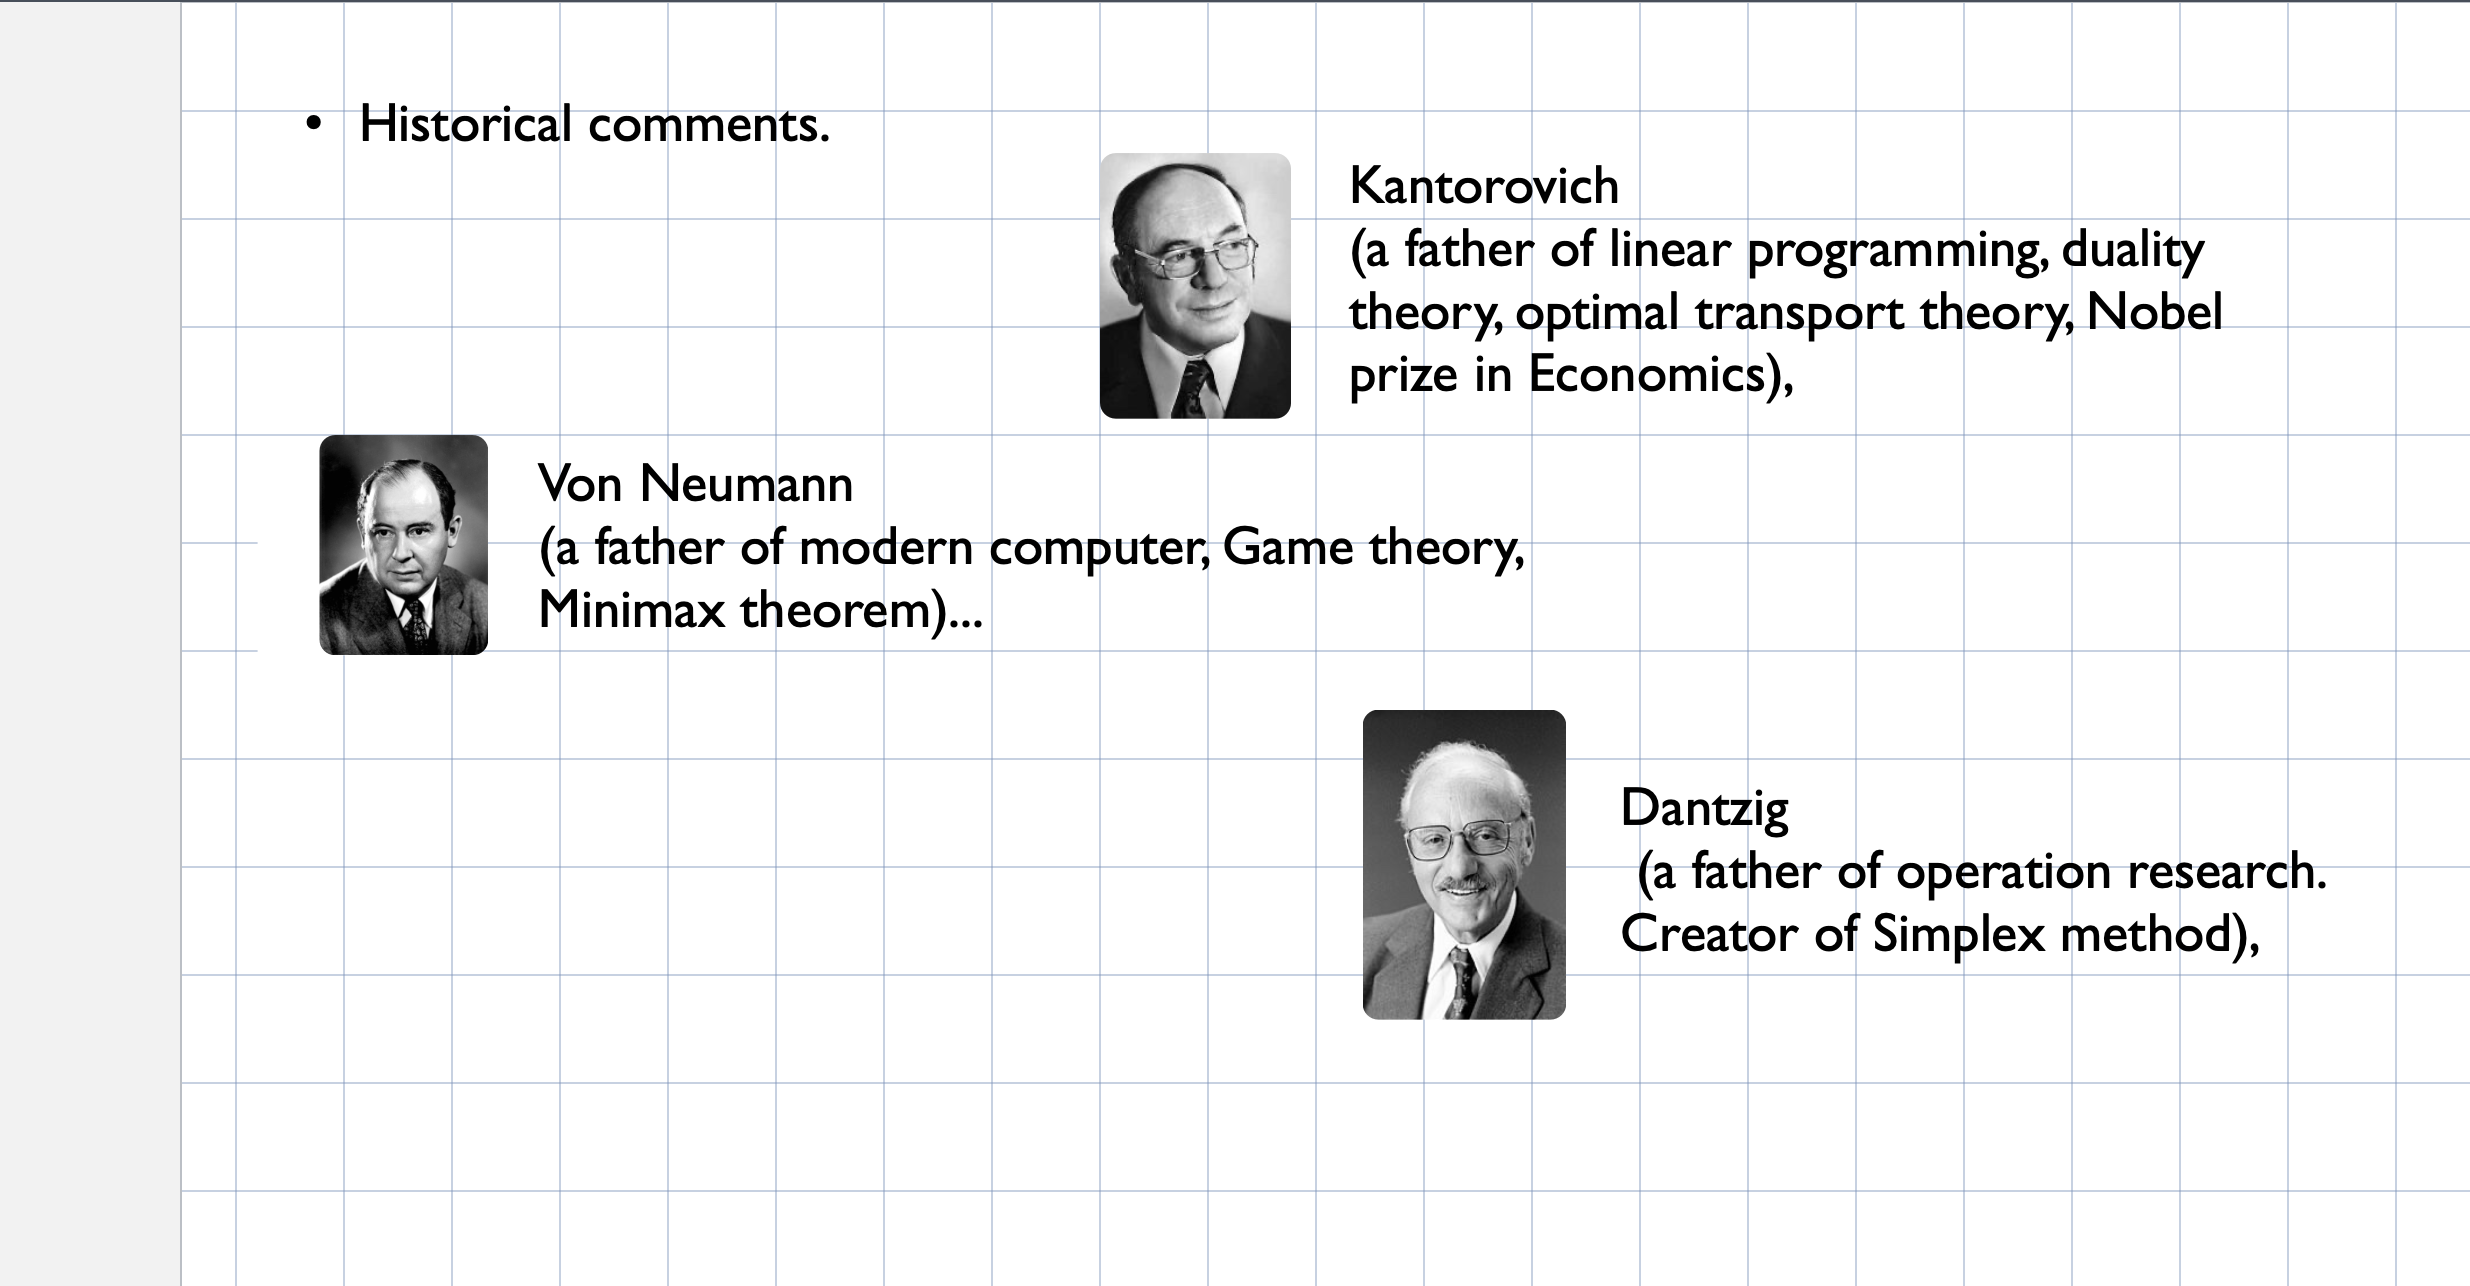 • Historical comments.
Kantorovich
(a father of linear programming, duality
theory, optimal transport theory, Nobel
prize in Economics),
Von Neumann
(a father of modern computer, Game theory,
Minimax theorem)...
Dantzig
(a father of operation research.
Creator of Simplex method),